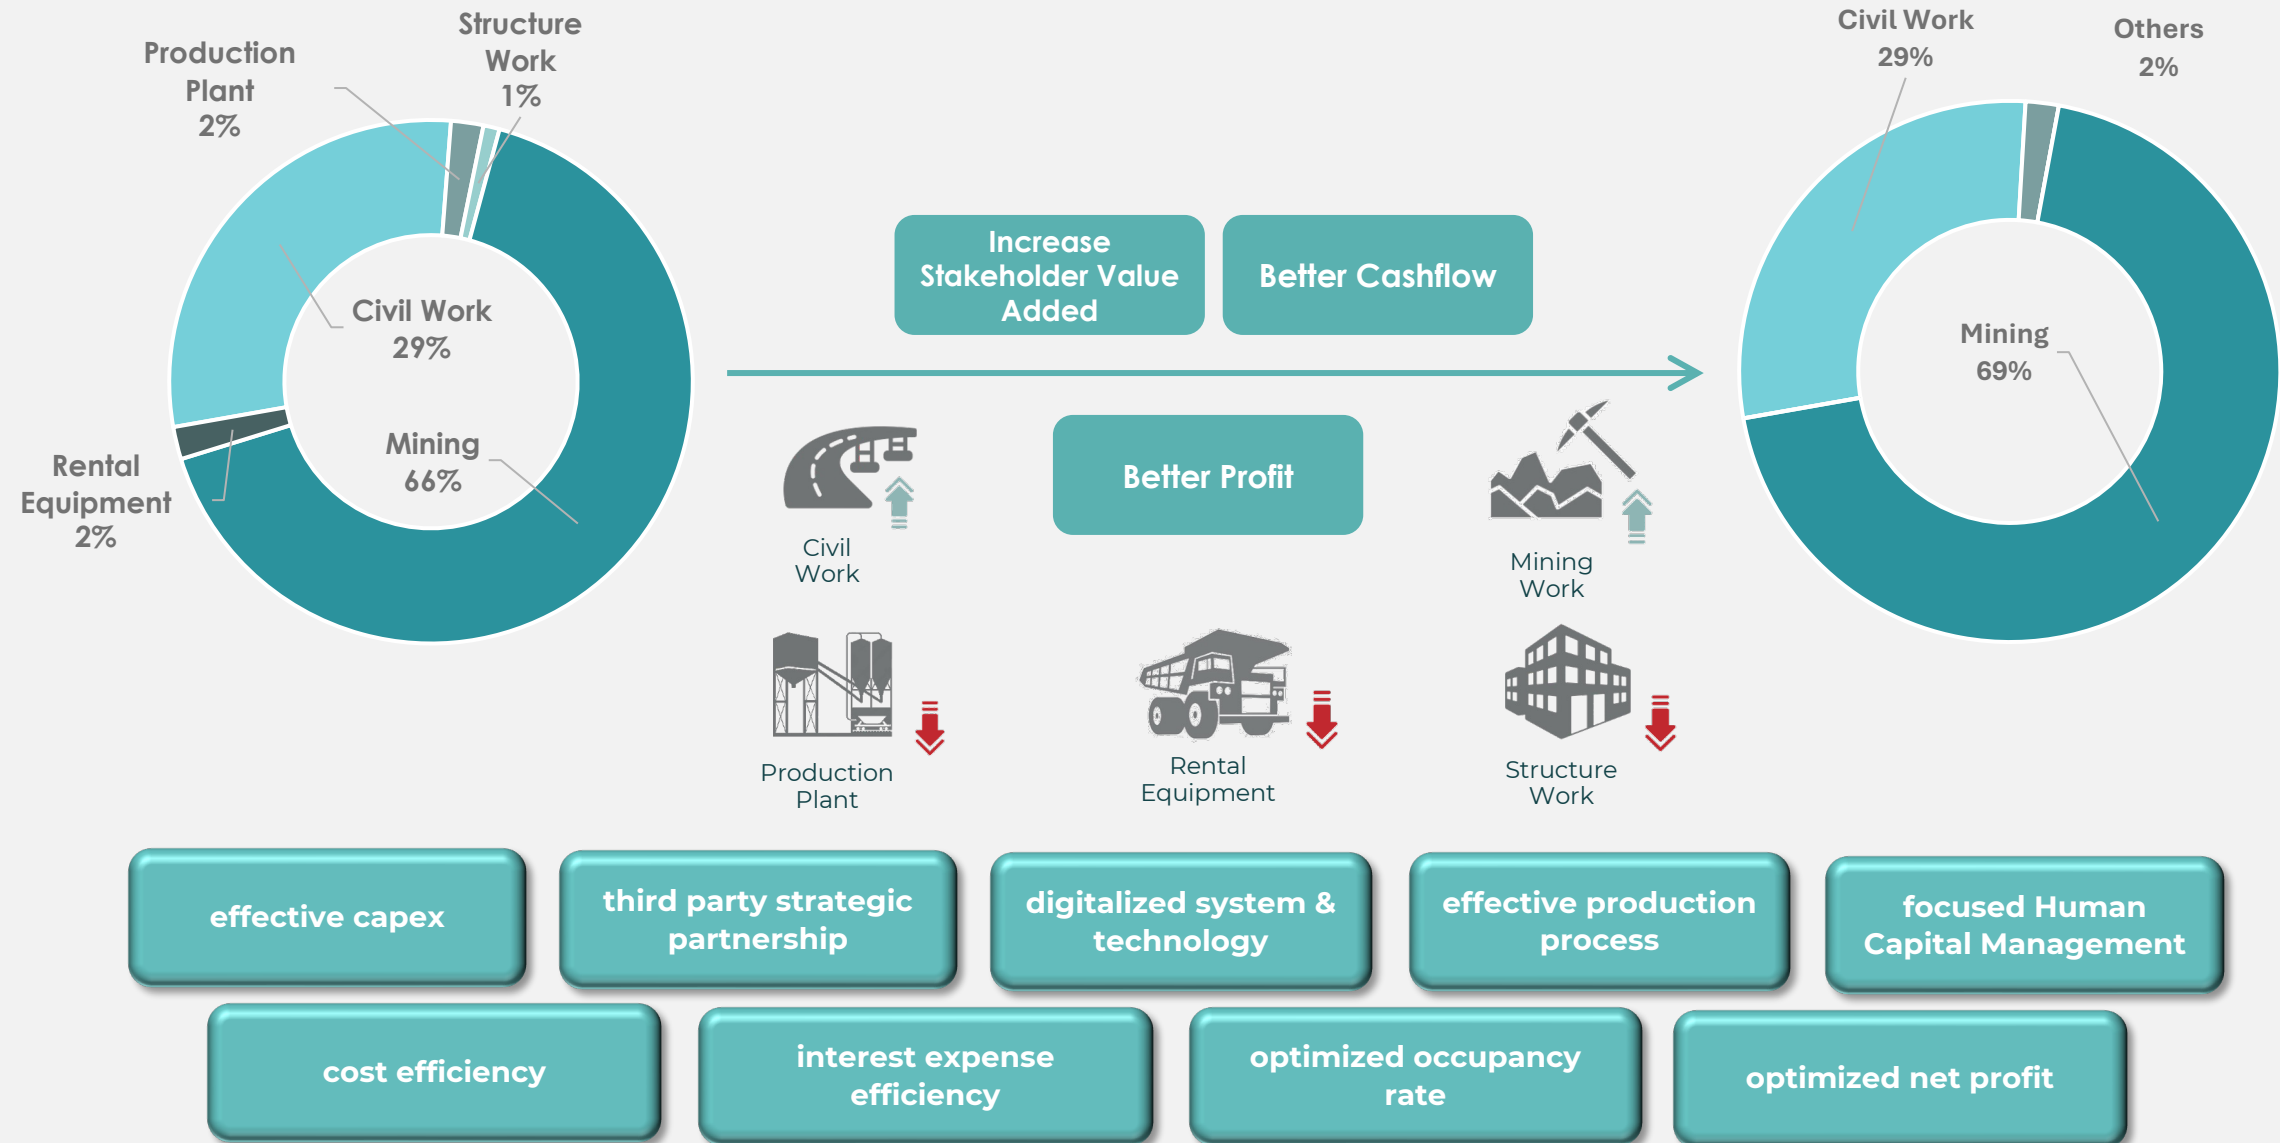 Structure
Work
1%
Production
Plant
2%
Civil Work
29%
Mining
66%
Rental
Equipment
2%
Increase
Stakeholder Value
Added
Better Cashflow
Better Profit
Civil
Work
Mining
Work
Production
Plant
Rental
Equipment
Structure
Work
Civil Work
29%
Others
2%
Mining
69%
effective capex
third party strategic
partnership
digitalized system &
technology
effective production
process
focused Human
Capital Management
cost efficiency
interest expense
efficiency
optimized occupancy
rate
optimized net profit